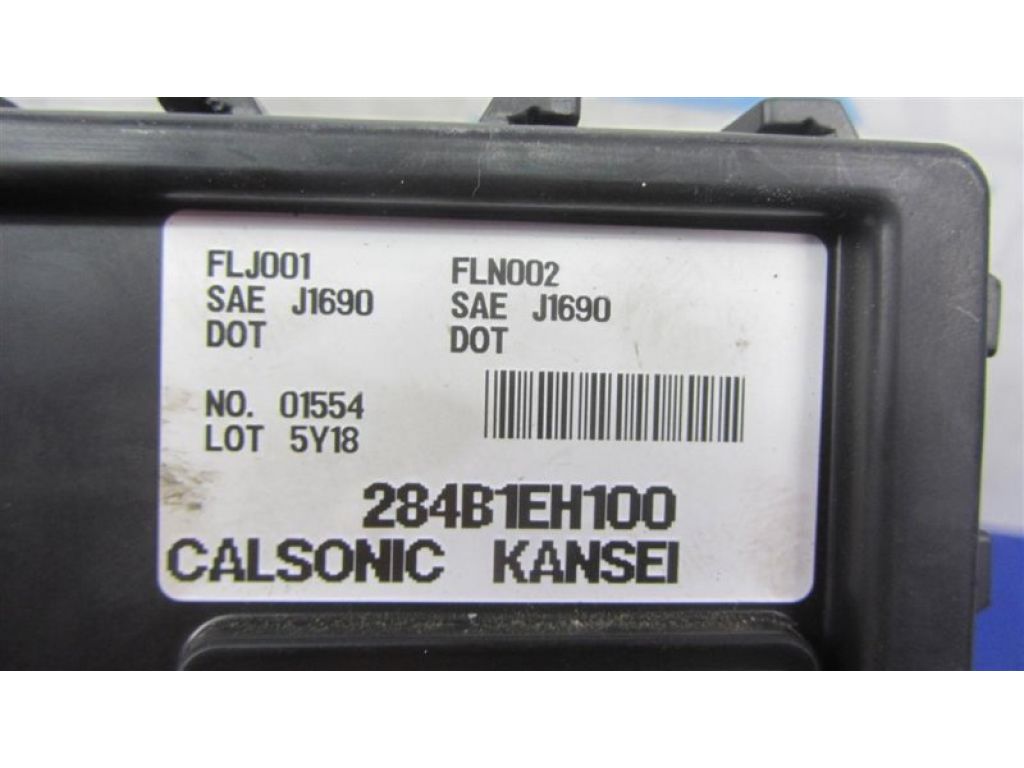 FLJ001 FLN002
SAE J1690 SAE J1690
DOT DOT
NO. 01554
LOT 5Y18
284B1EH100
CALSONIC KANSEI